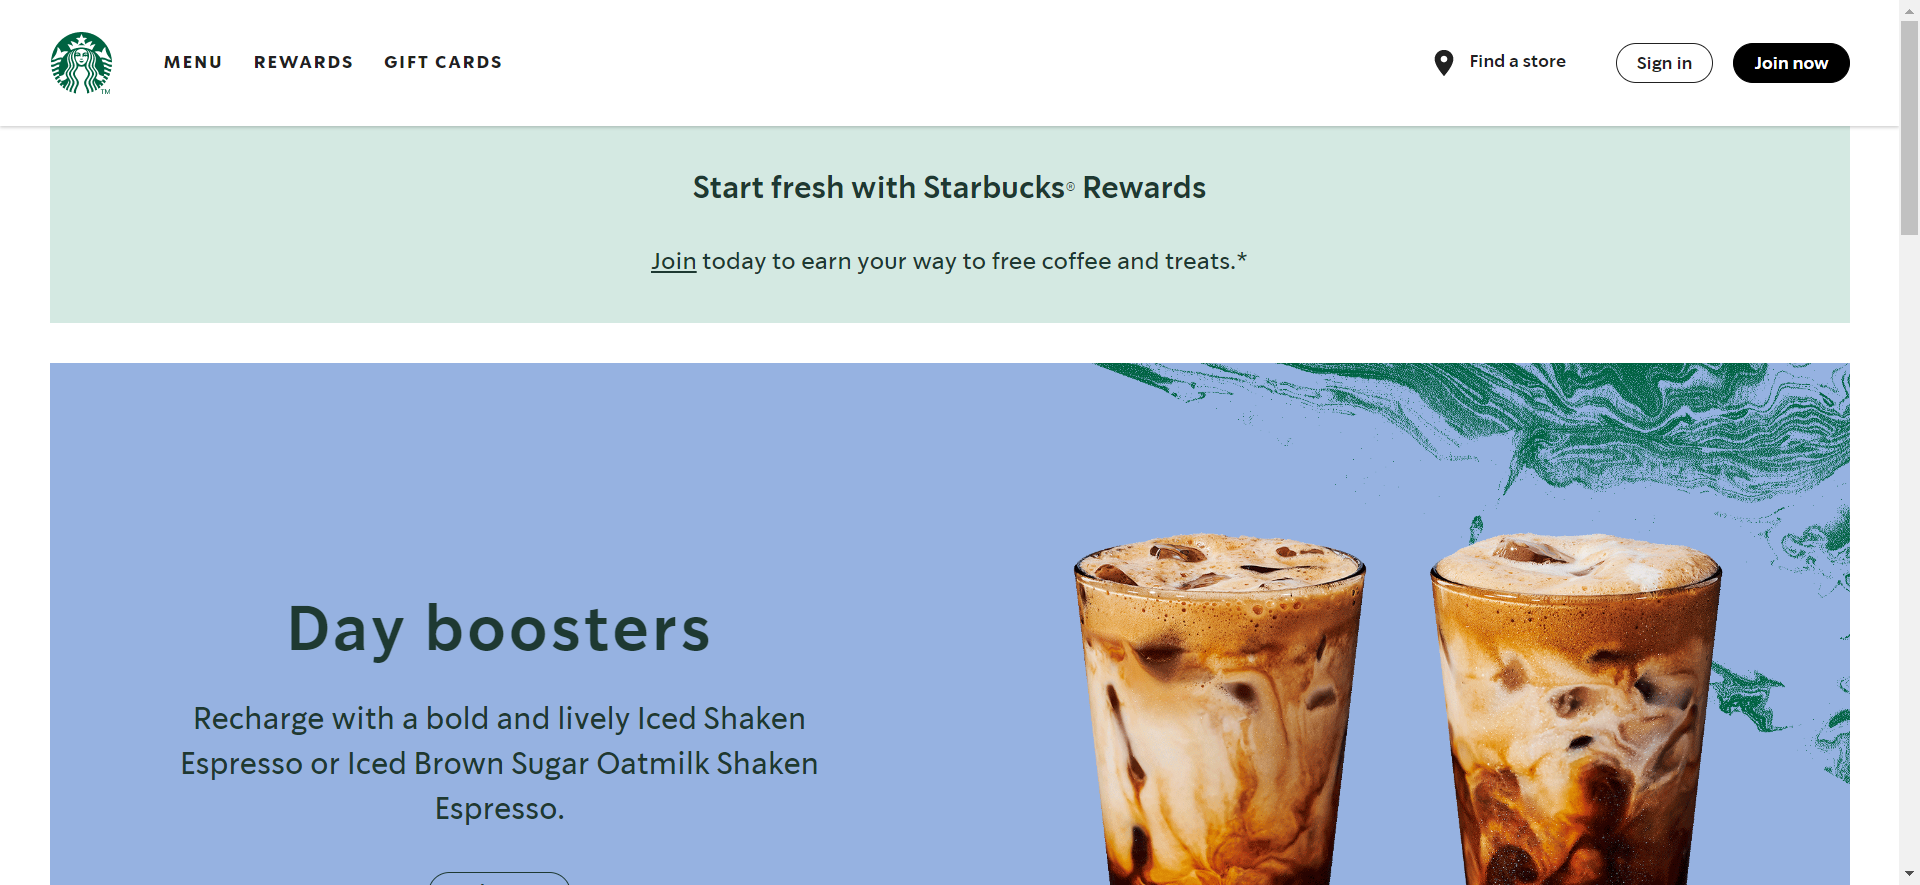 TM
MENU
REWARDS
GIFT CARDS
Find a store
Sign in
Join now
Start fresh with Starbucks® Rewards
Join today to earn your way to free coffee and treats.*
Day boosters
Recharge with a bold and lively Iced Shaken
Espresso or Iced Brown Sugar Oatmilk Shaken
Espresso.